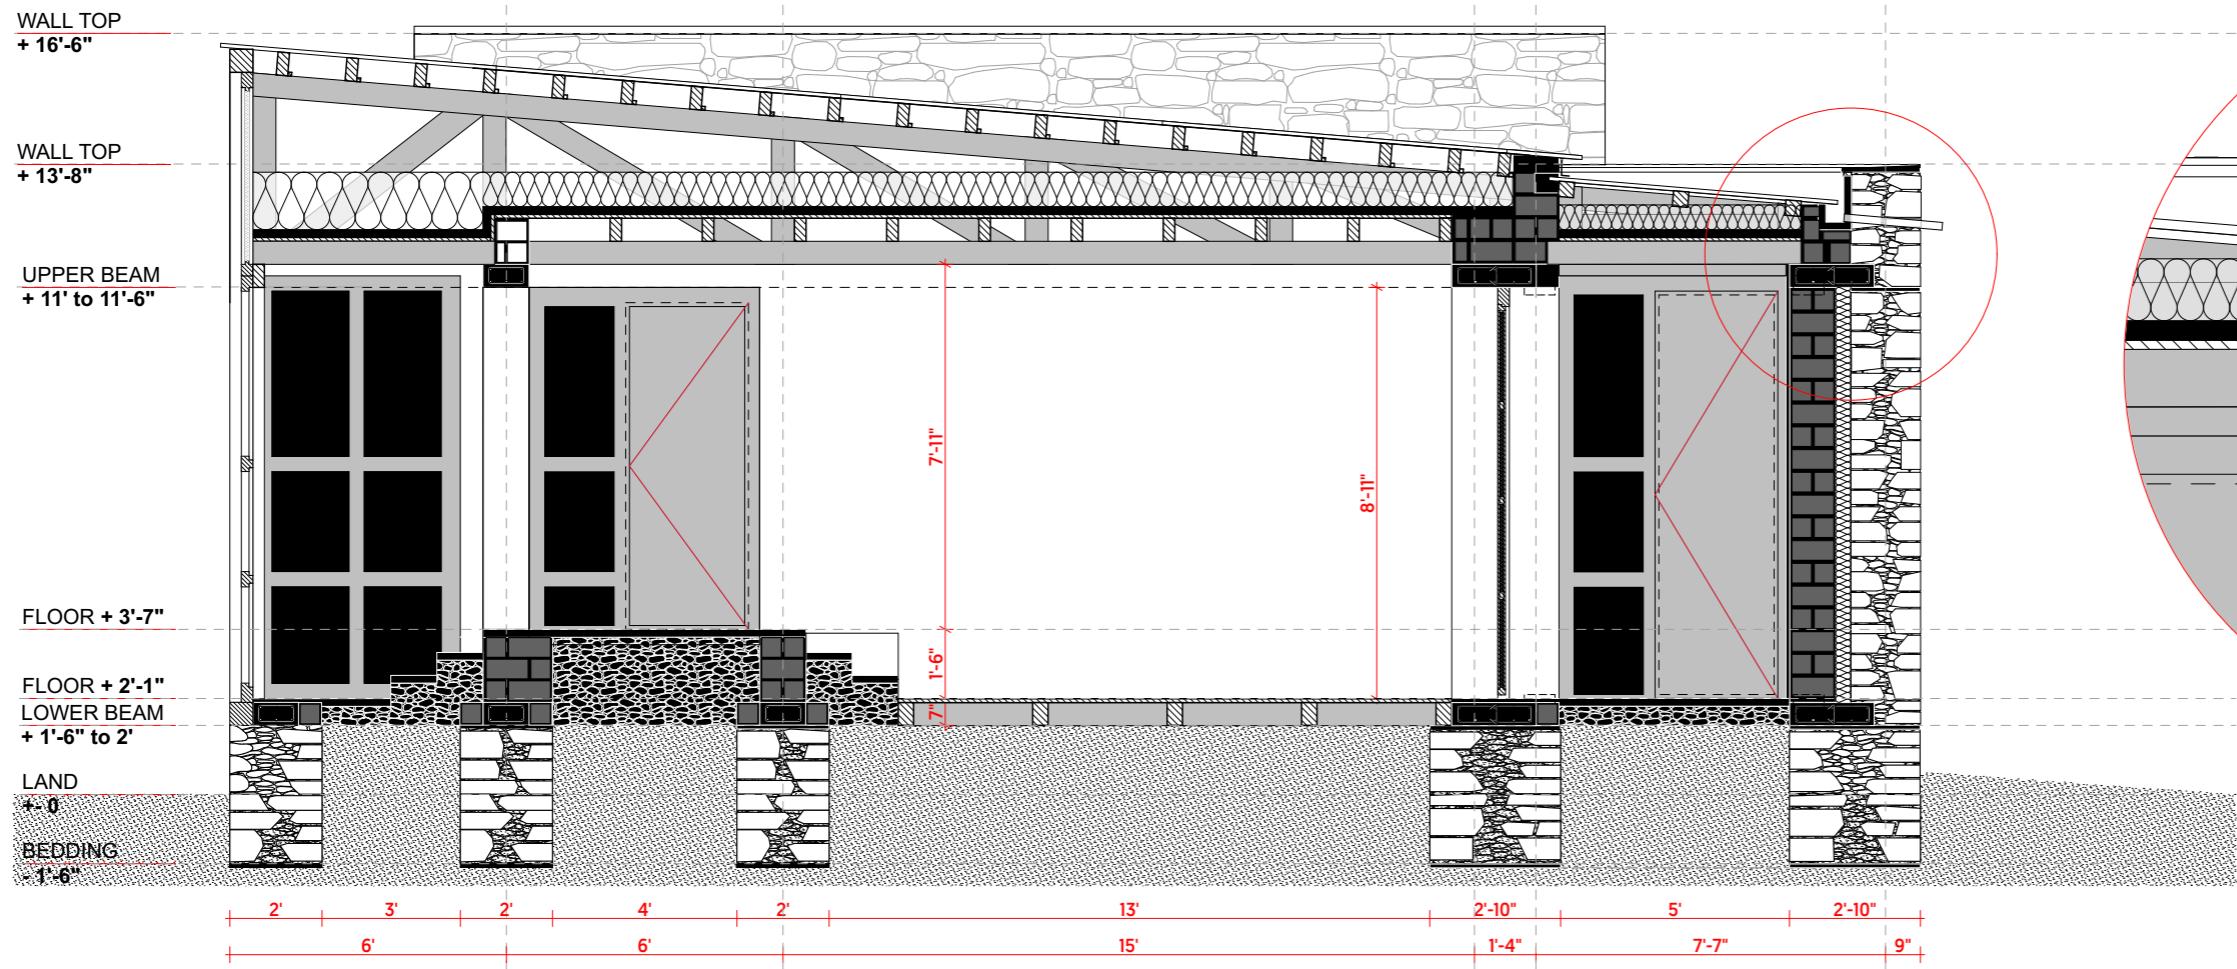 WALL TOP
+ 16'-6"
WALL TOP
+ 13'-8"
UPPER BEAM
+ 11' to 11'-6"
FLOOR + 3'-7"
FLOOR + 2'-1"
LOWER BEAM
+ 1'-6" to 2'
LAND
+- 0
BEDDING
- 1'-6"
7'-11"
8'-11"
1'-6"
7"
2' 3' 2' 4' 2' 13' 2'-10" 5' 2'-10"
6' 6' 15' 1'-4" 7'-7" 9"